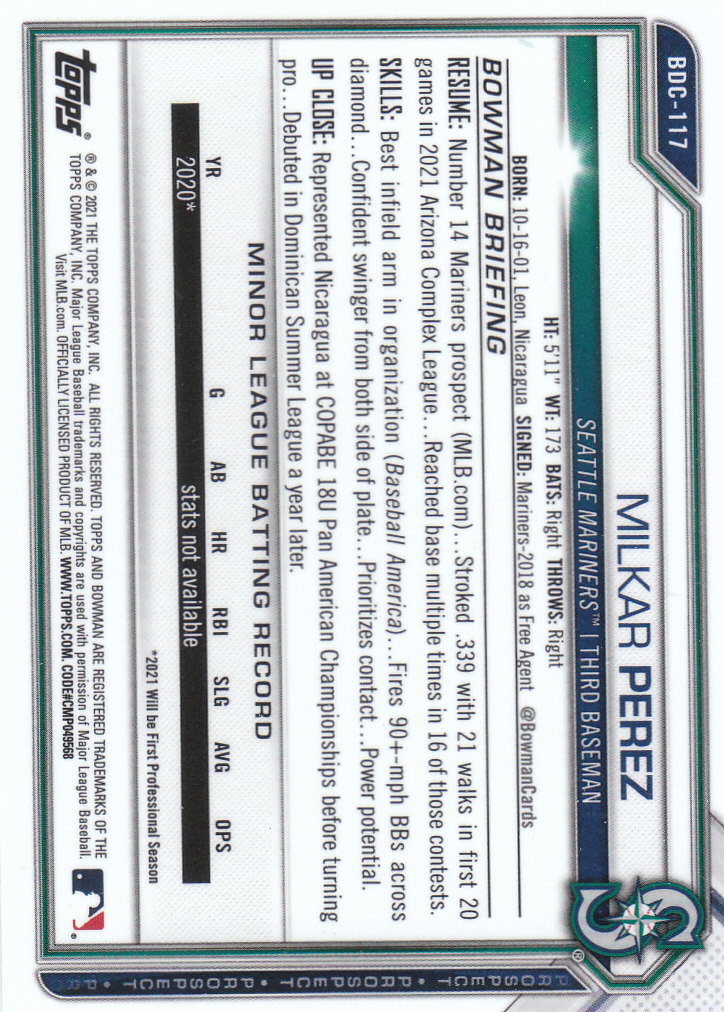 BDC-117
MILKAR PEREZ
SEATTLE MARINERS™ | THIRD BASEMAN
HT: 5'11" WT: 173 BATS: Right THROWS: Right
BORN: 10-16-01, Leon, Nicaragua SIGNED: Mariners-2018 as Free Agent @BowmanCards
BOWMAN BRIEFING
RESUME: Number 14 Mariners prospect (MLB.com)...Stroked .339 with 21 walks in first 20
games in 2021 Arizona Complex League...Reached base multiple times in 16 of those contests.
SKILLS: Best infield arm in organization (Baseball America)...Fires 90+-mph BBs across
diamond...Confident swinger from both side of plate...Prioritizes contact...Power potential.
UP CLOSE: Represented Nicaragua at COPABE 18U Pan American Championships before turning
pro...Debuted in Dominican Summer League a year later.
MINOR LEAGUE BATTING RECORD
YR G AB HR RBI SLG AVG OPS
2020* stats not available
*2021 Will be First Professional Season
topps®
® & © 2021 THE TOPPS COMPANY, INC. ALL RIGHTS RESERVED. TOPPS AND BOWMAN ARE REGISTERED TRADEMARKS OF THE
TOPPS COMPANY, INC. Major League Baseball trademarks and copyrights are used with permission of Major League Baseball.
Visit MLB.com. OFFICIALLY LICENSED PRODUCT OF MLB. WWW.TOPPS.COM. CODE#CMP049568
S
PROSPECT • PROSPECT • PROSPECT • PROSPECT • PR